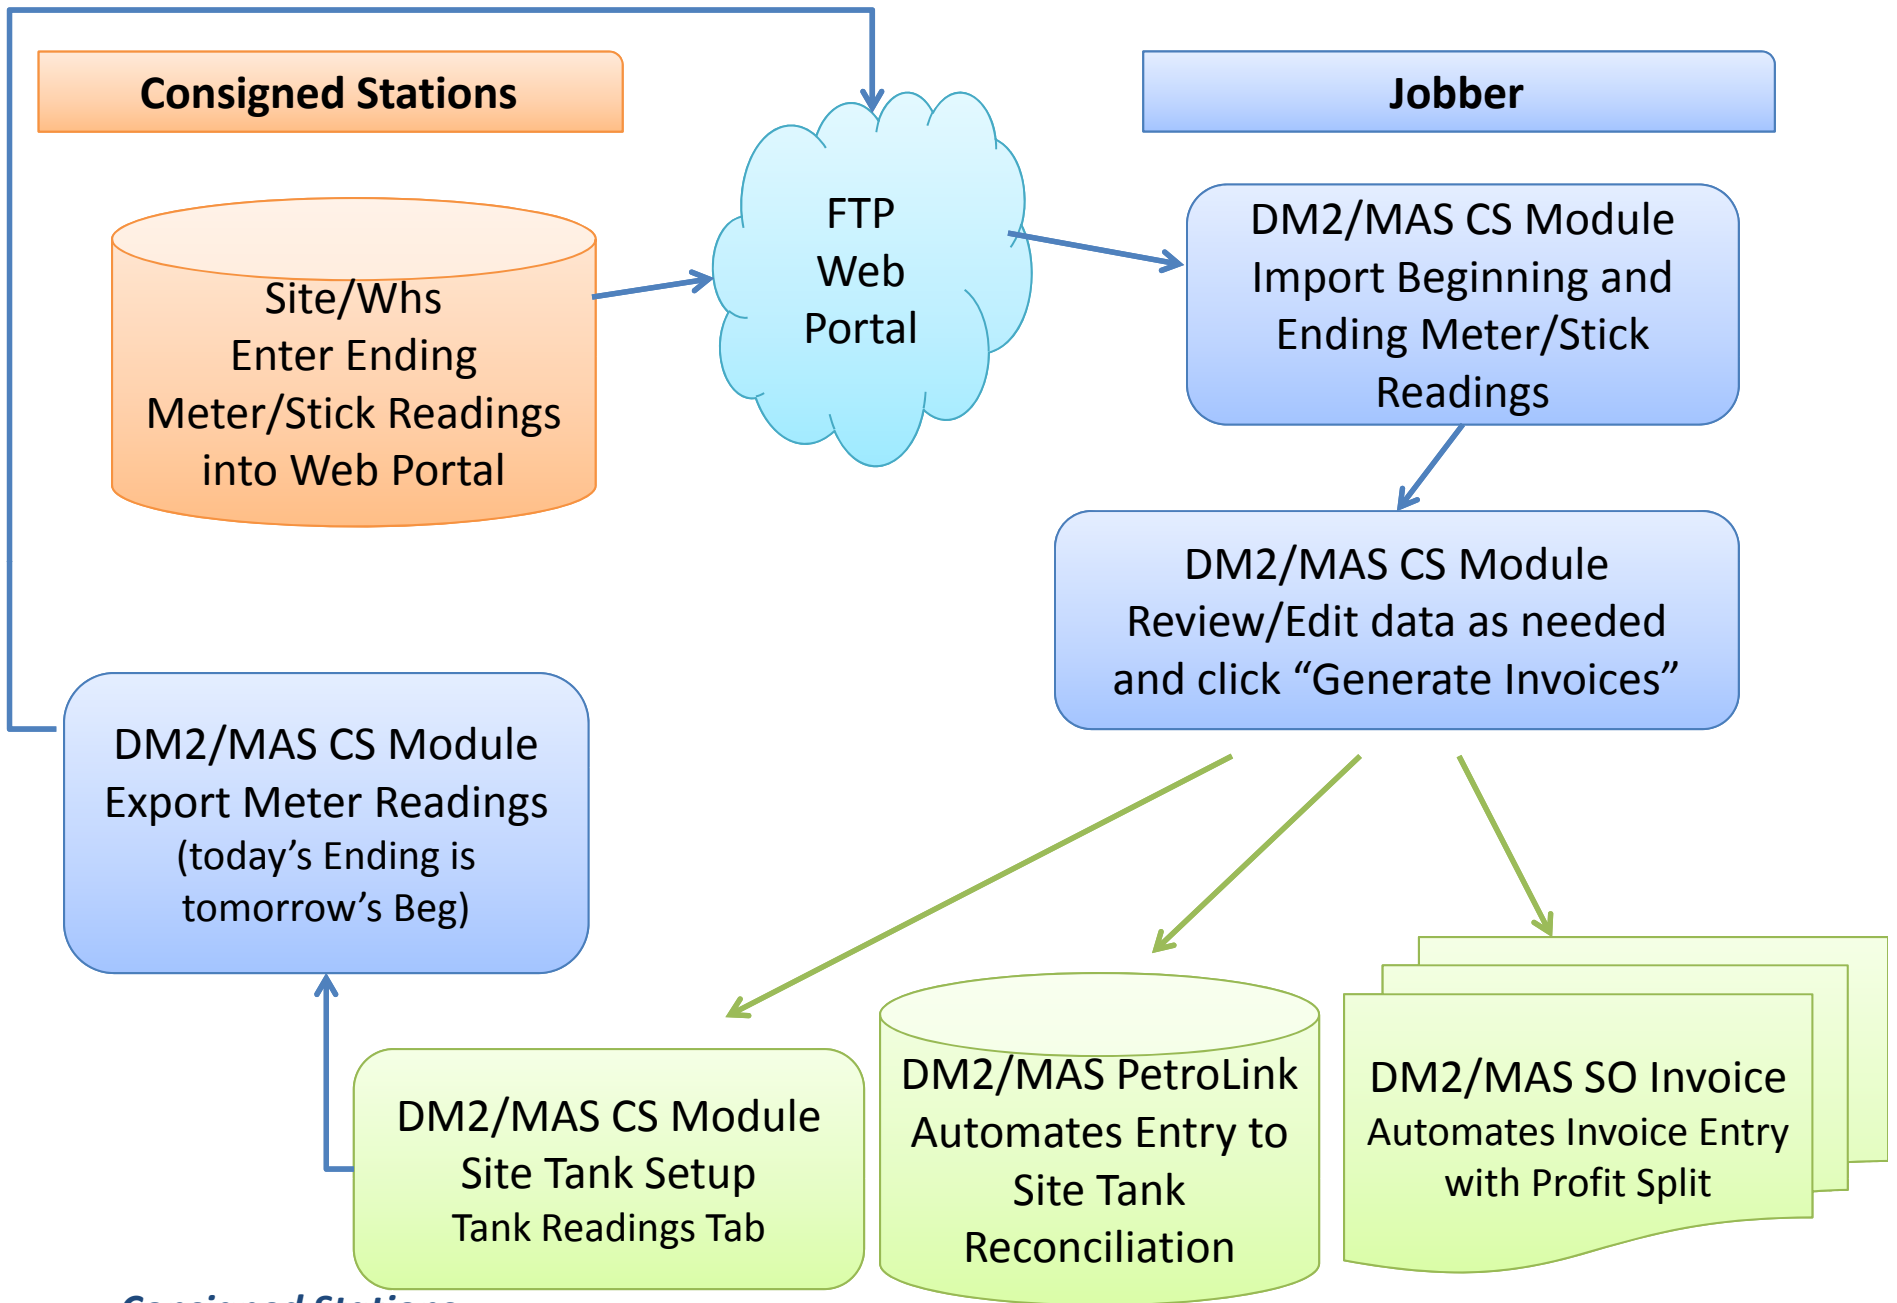 Consigned Stations
Jobber
Site/Whs
Enter Ending
Meter/Stick Readings
into Web Portal
FTP
Web
Portal
DM2/MAS CS Module
Import Beginning and
Ending Meter/Stick
Readings
DM2/MAS CS Module
Review/Edit data as needed
and click “Generate Invoices”
DM2/MAS CS Module
Export Meter Readings
(today’s Ending is
tomorrow’s Beg)
DM2/MAS CS Module
Site Tank Setup
Tank Readings Tab
DM2/MAS PetroLink
Automates Entry to
Site Tank
Reconciliation
DM2/MAS SO Invoice
Automates Invoice Entry
with Profit Split
Consigned Stations